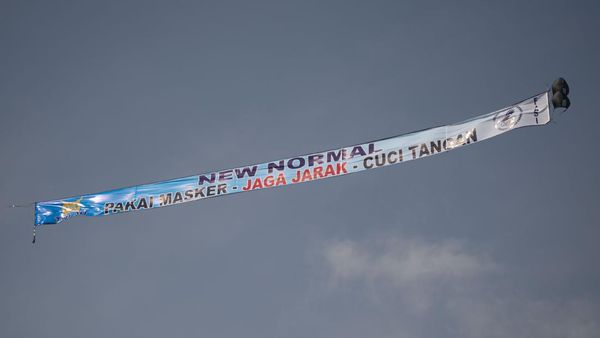 NEW NORMAL
PAKAI MASKER - JAGA JARAK - CUCI TANGAN